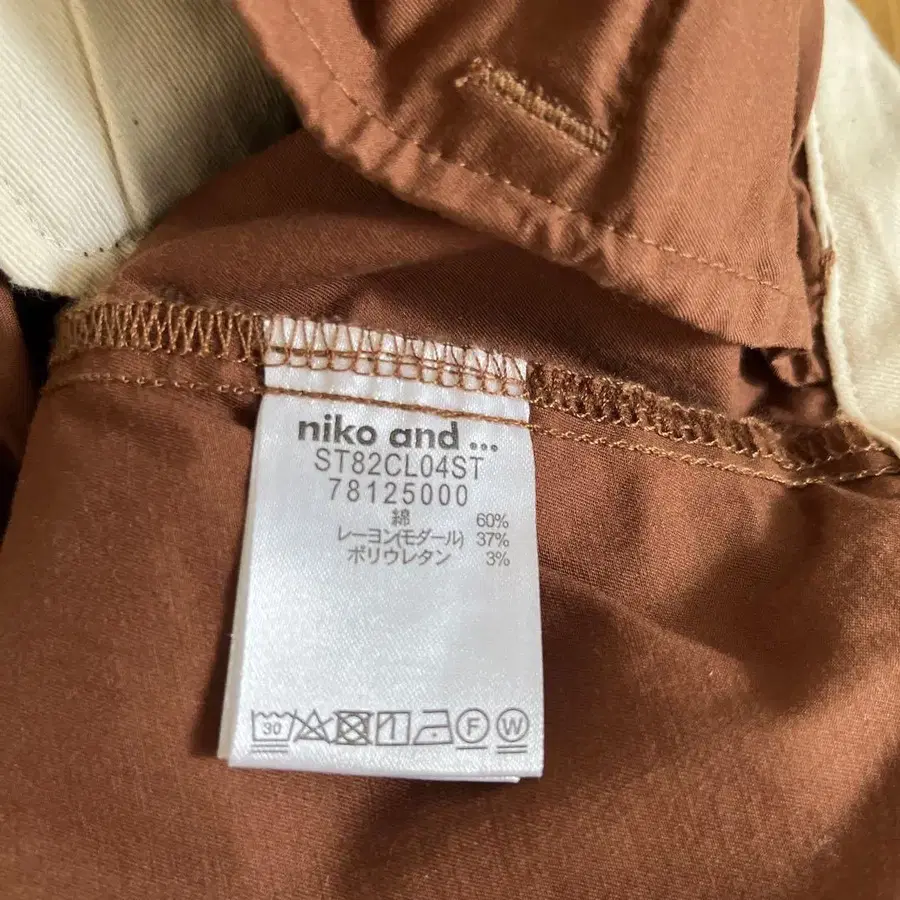 niko and ...
ST82CL04ST
78125000
綿 60%
レーヨン(モダール) 37%
ポリウレタン 3%
30 F W